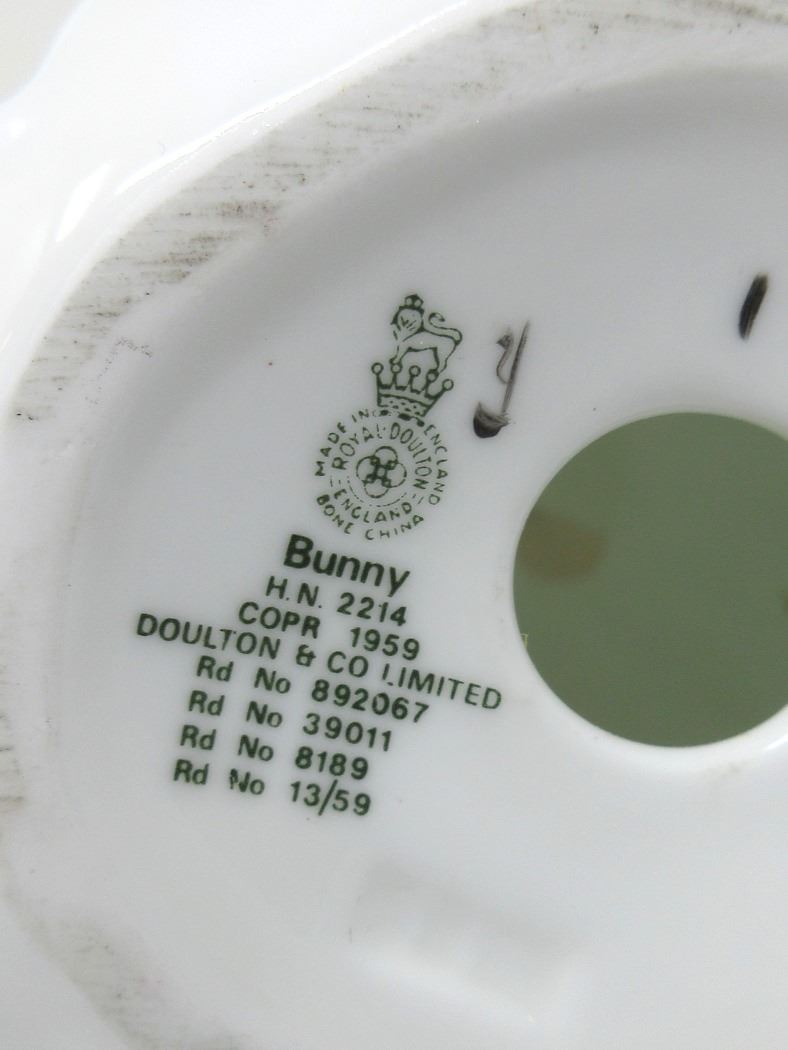 MADE IN ENGLAND
ROYAL·DOULTON
ENGLAND
BONE CHINA
Bunny
H.N. 2214
COPR 1959
DOULTON & CO LIMITED
Rd No 892067
Rd No 39011
Rd No 8189
Rd No 13/59